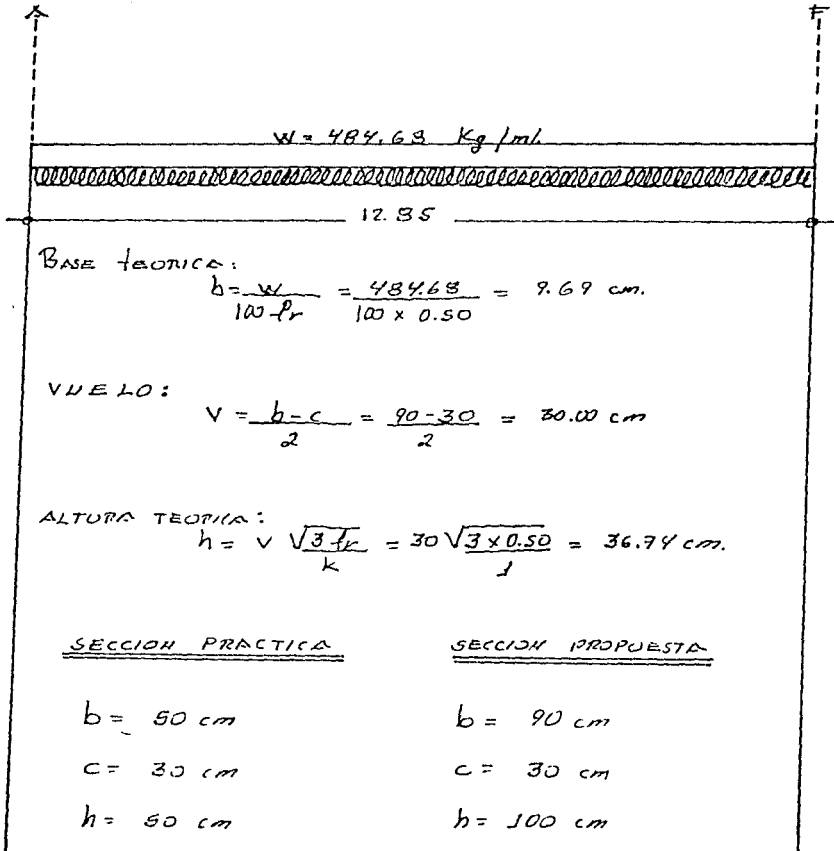 A F
W = 484.68 Kg/ml.
12.85
BASE TEORICA:
b = w / 100 fr = 484.68 / 100 x 0.50 = 9.69 cm.
VUELO:
V = b-c / 2 = 90-30 / 2 = 30.00 cm
ALTURA TEORICA:
h = v √3 fr / k = 30 √3 x 0.50 / 1 = 36.74 cm.
SECCION PRACTICA SECCION PROPUESTA
b = 50 cm b = 90 cm
c = 30 cm c = 30 cm
h = 50 cm h = 100 cm